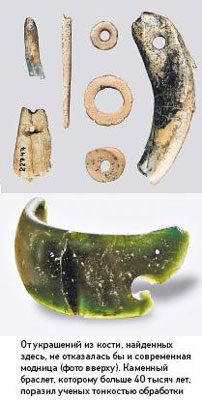 22747
От украшений из кости, найденных
здесь, не отказалась бы и современная
модница (фото вверху). Каменный
браслет, которому больше 40 тысяч лет,
поразил ученых тонкостью обработки